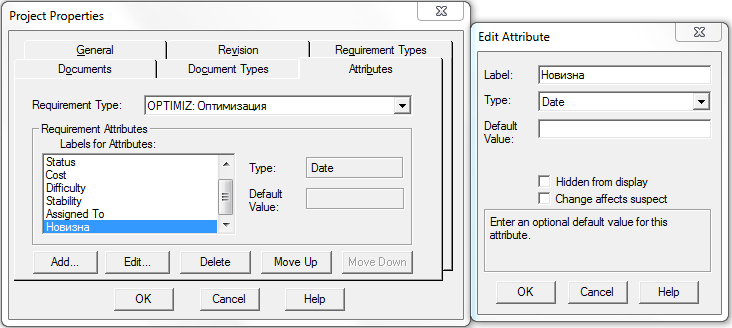 Project Properties
General
Revision
Requirement Types
Documents
Document Types
Attributes
Requirement Type:
OPTIMIZ: Оптимизация
Requirement Attributes
Labels for Attributes:
Status
Cost
Difficulty
Stability
Assigned To
Новизна
Type:
Date
Default
Value:
Add...
Edit...
Delete
Move Up
Move Down
OK
Cancel
Help
Edit Attribute
Label:
Новизна
Type:
Date
Default
Value:
Hidden from display
Change affects suspect
Enter an optional default value for this
attribute.
OK
Cancel
Help